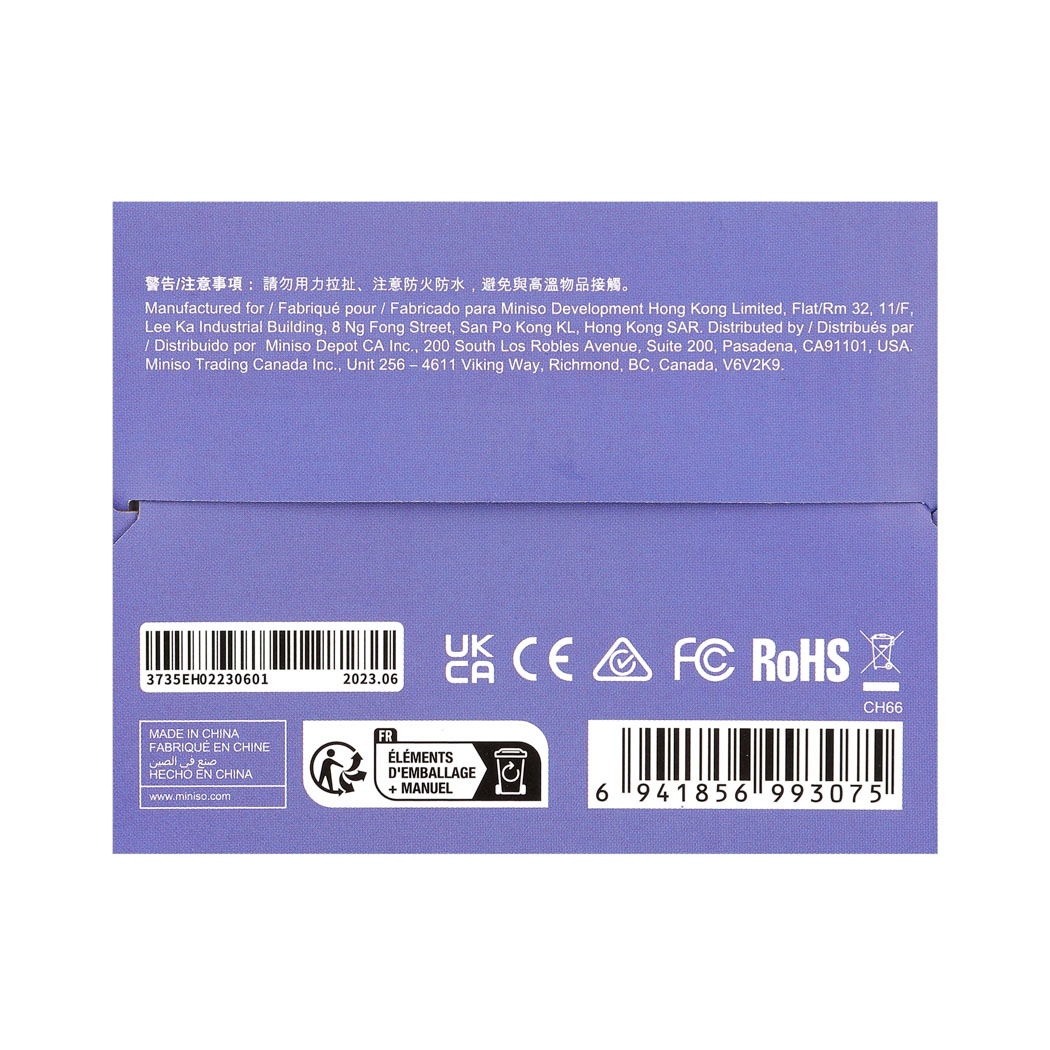 警告/注意事項：請勿用力拉扯、注意防火防水，避免與高溫物品接觸。
Manufactured for / Fabriqué pour / Fabricado para Miniso Development Hong Kong Limited, Flat/Rm 32, 11/F,
Lee Ka Industrial Building, 8 Ng Fong Street, San Po Kong KL, Hong Kong SAR. Distributed by / Distribués par
/ Distribuido por Miniso Depot CA Inc., 200 South Los Robles Avenue, Suite 200, Pasadena, CA91101, USA.
Miniso Trading Canada Inc., Unit 256 – 4611 Viking Way, Richmond, BC, Canada, V6V2K9.
3735EH02230601 2023.06
UK
CA CE FC RoHS
CH66
MADE IN CHINA
FABRIQUÉ EN CHINE
صنع في الصين
HECHO EN CHINA
www.miniso.com
FR
ÉLÉMENTS
D'EMBALLAGE
+ MANUEL
6 941856 993075